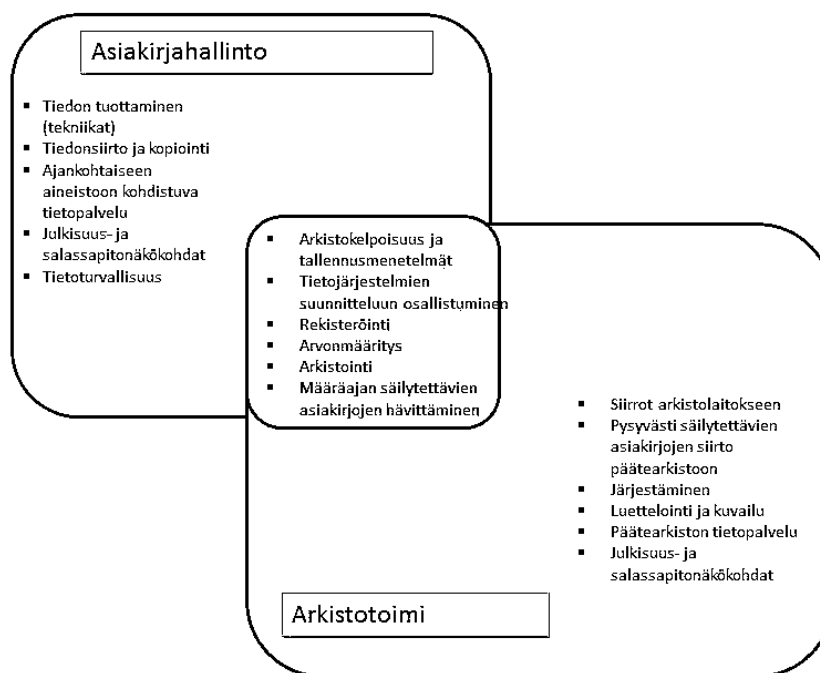 Asiakirjahallinto
▪ Tiedon tuottaminen
(tekniikat)
▪ Tiedonsiirto ja kopiointi
▪ Ajankohtaiseen
aineistoon kohdistuva
tietopalvelu
▪ Julkisuus- ja
salassapitonäkökohdat
▪ Tietoturvallisuus
▪ Arkistokelpoisuus ja
tallennusmenetelmät
▪ Tietojärjestelmien
suunnitteluun osallistuminen
▪ Rekisteröinti
▪ Arvonmääritys
▪ Arkistointi
▪ Määräajan säilytettävien
asiakirjojen hävittäminen
▪ Siirrot arkistolaitokseen
▪ Pysyvästi säilytettävien
asiakirjojen siirto
päätearkistoon
▪ Järjestäminen
▪ Luettelointi ja kuvailu
▪ Päätearkiston tietopalvelu
▪ Julkisuus- ja
salassapitonäkökohdat
Arkistotoimi